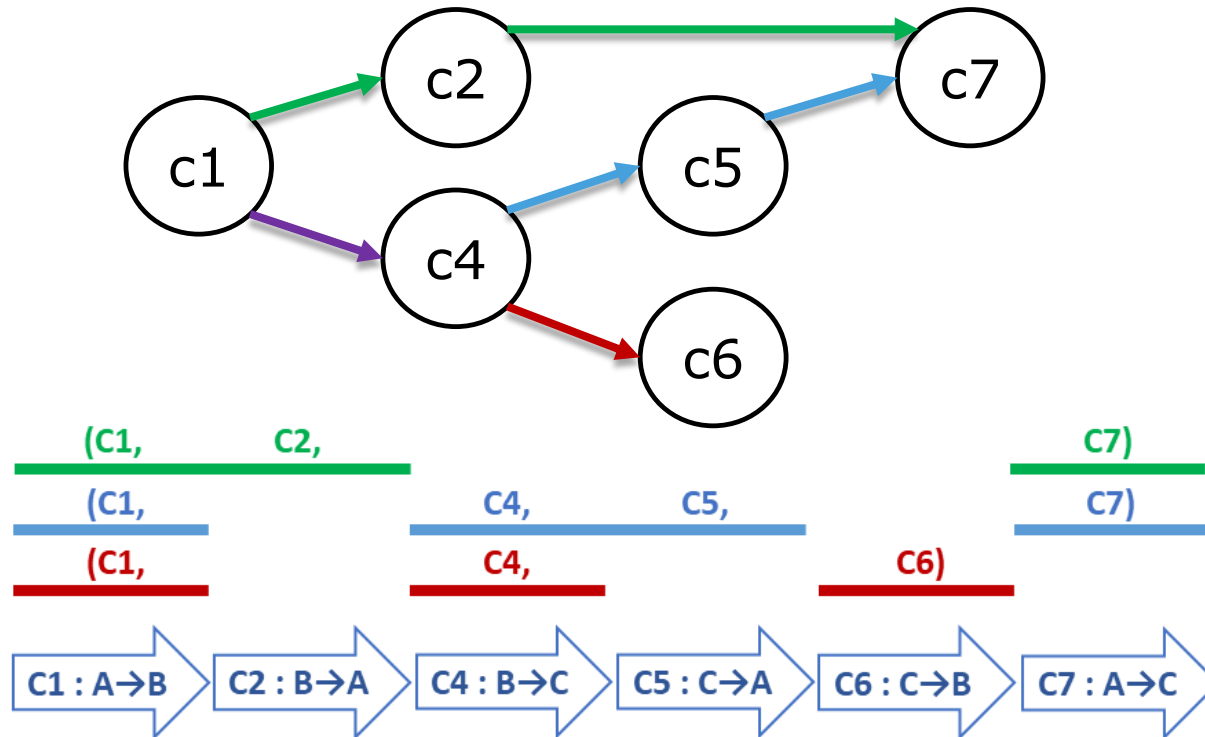 c2
c7
c1
c5
c4
c6
(C1, C2, C7)
(C1, C4, C5, C7)
(C1, C4, C6)
C1 : A→B
C2 : B→A
C4 : B→C
C5 : C→A
C6 : C→B
C7 : A→C